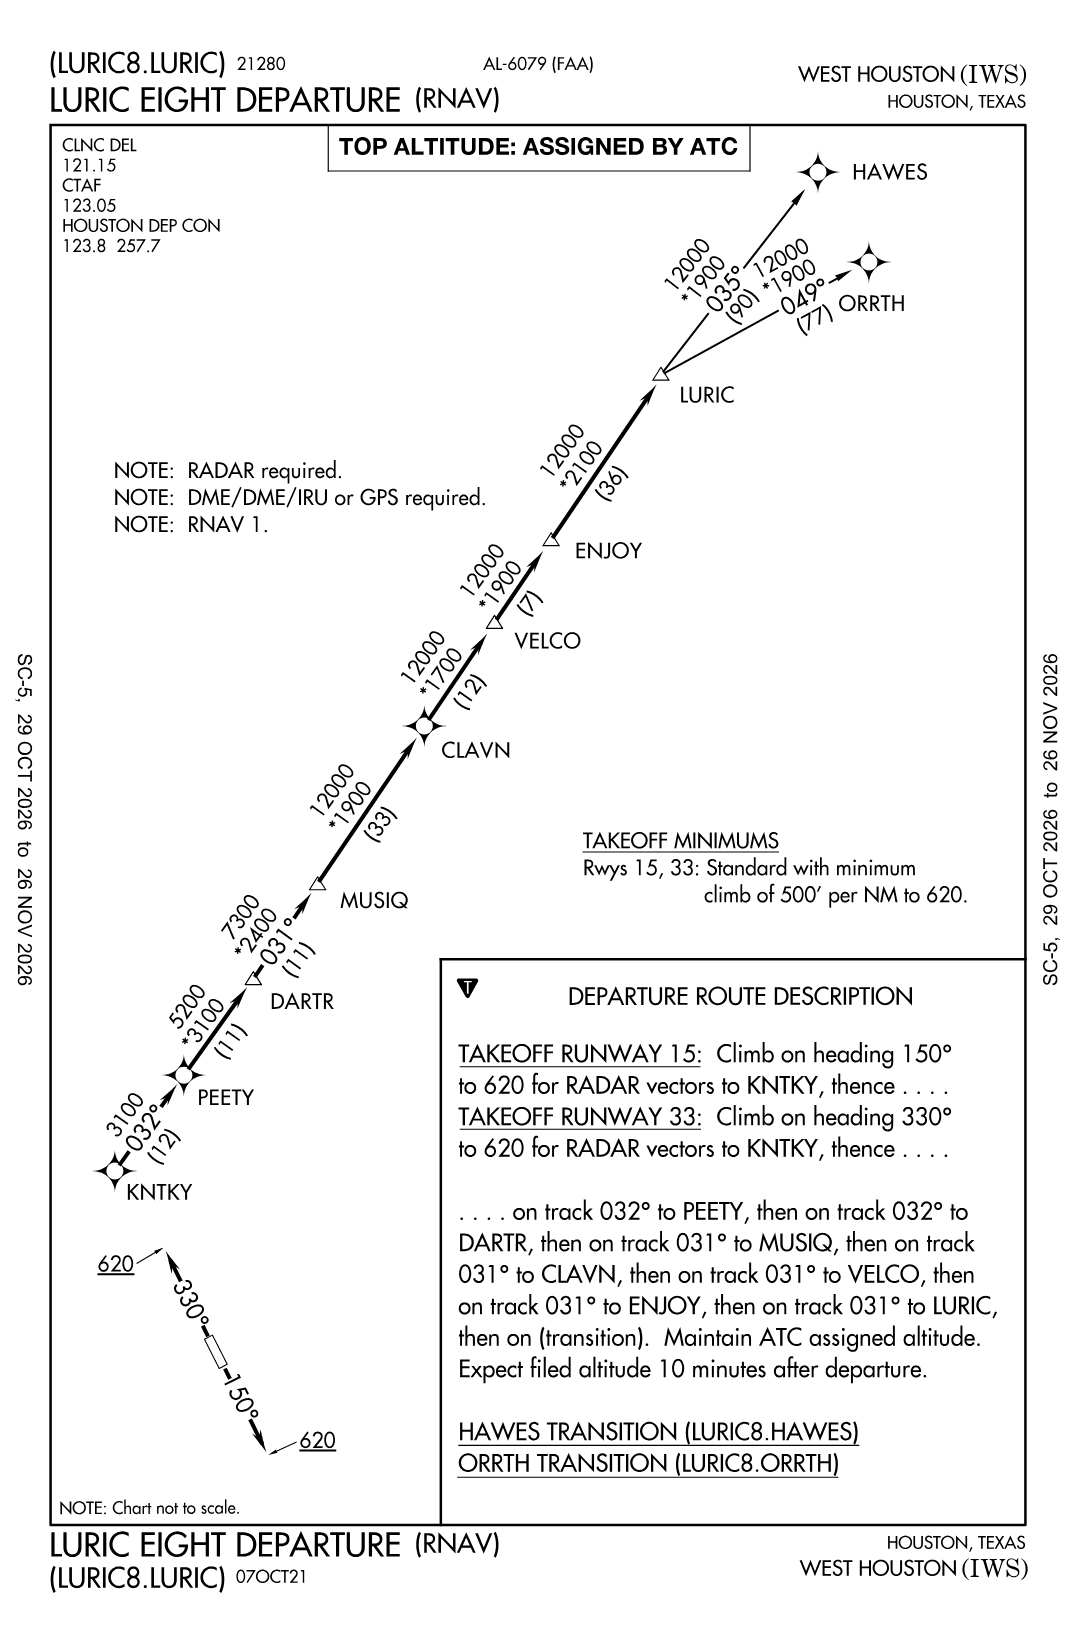 (LURIC8.LURIC) 21280
AL-6079 (FAA)
WEST HOUSTON (IWS)
LURIC EIGHT DEPARTURE (RNAV)
HOUSTON, TEXAS
TOP ALTITUDE: ASSIGNED BY ATC
CLNC DEL
121.15
CTAF
123.05
HOUSTON DEP CON
123.8 257.7
HAWES
12000
*1900
035°
(90)
12000
*1900
049°
(77)
ORRTH
LURIC
12000
*2100
(36)
NOTE: RADAR required.
NOTE: DME/DME/IRU or GPS required.
NOTE: RNAV 1.
ENJOY
12000
*1900
(7)
VELCO
12000
*1700
(12)
CLAVN
12000
*1900
(33)
TAKEOFF MINIMUMS
Rwys 15, 33: Standard with minimum
climb of 500' per NM to 620.
MUSIQ
7300
*2400
031°
(11)
DARTR
5200
*3100
(11)
PEETY
3100
032°
(12)
KNTKY
620
330°
150°
620
NOTE: Chart not to scale.
T
DEPARTURE ROUTE DESCRIPTION
TAKEOFF RUNWAY 15: Climb on heading 150°
to 620 for RADAR vectors to KNTKY, thence . . . .
TAKEOFF RUNWAY 33: Climb on heading 330°
to 620 for RADAR vectors to KNTKY, thence . . . .
. . . . on track 032° to PEETY, then on track 032° to
DARTR, then on track 031° to MUSIQ, then on track
031° to CLAVN, then on track 031° to VELCO, then
on track 031° to ENJOY, then on track 031° to LURIC,
then on (transition). Maintain ATC assigned altitude.
Expect filed altitude 10 minutes after departure.
HAWES TRANSITION (LURIC8.HAWES)
ORRTH TRANSITION (LURIC8.ORRTH)
SC-5, 29 OCT 2026 to 26 NOV 2026
SC-5, 29 OCT 2026 to 26 NOV 2026
LURIC EIGHT DEPARTURE (RNAV)
HOUSTON, TEXAS
(LURIC8.LURIC) 07OCT21
WEST HOUSTON (IWS)